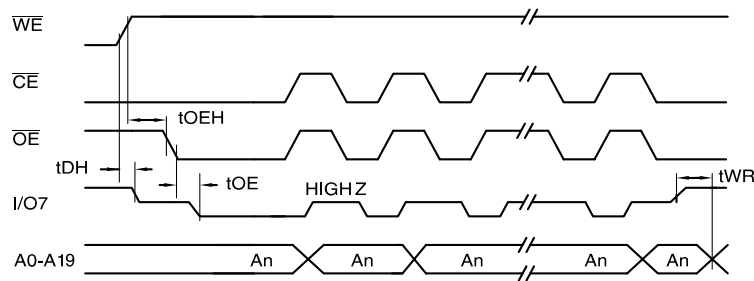 WE
CE
tOEH
OE
tDH
tOE
tWR
I/O7
HIGH Z
A0-A19
An An An An An